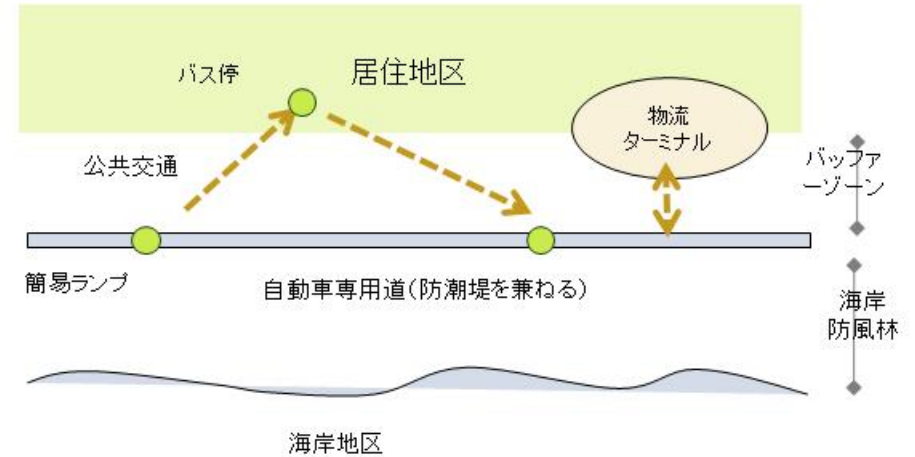 バス停
居住地区
物流
ターミナル
公共交通
バッファ
ーゾーン
簡易ランプ
自動車専用道(防潮堤を兼ねる)
海岸
防風林
海岸地区